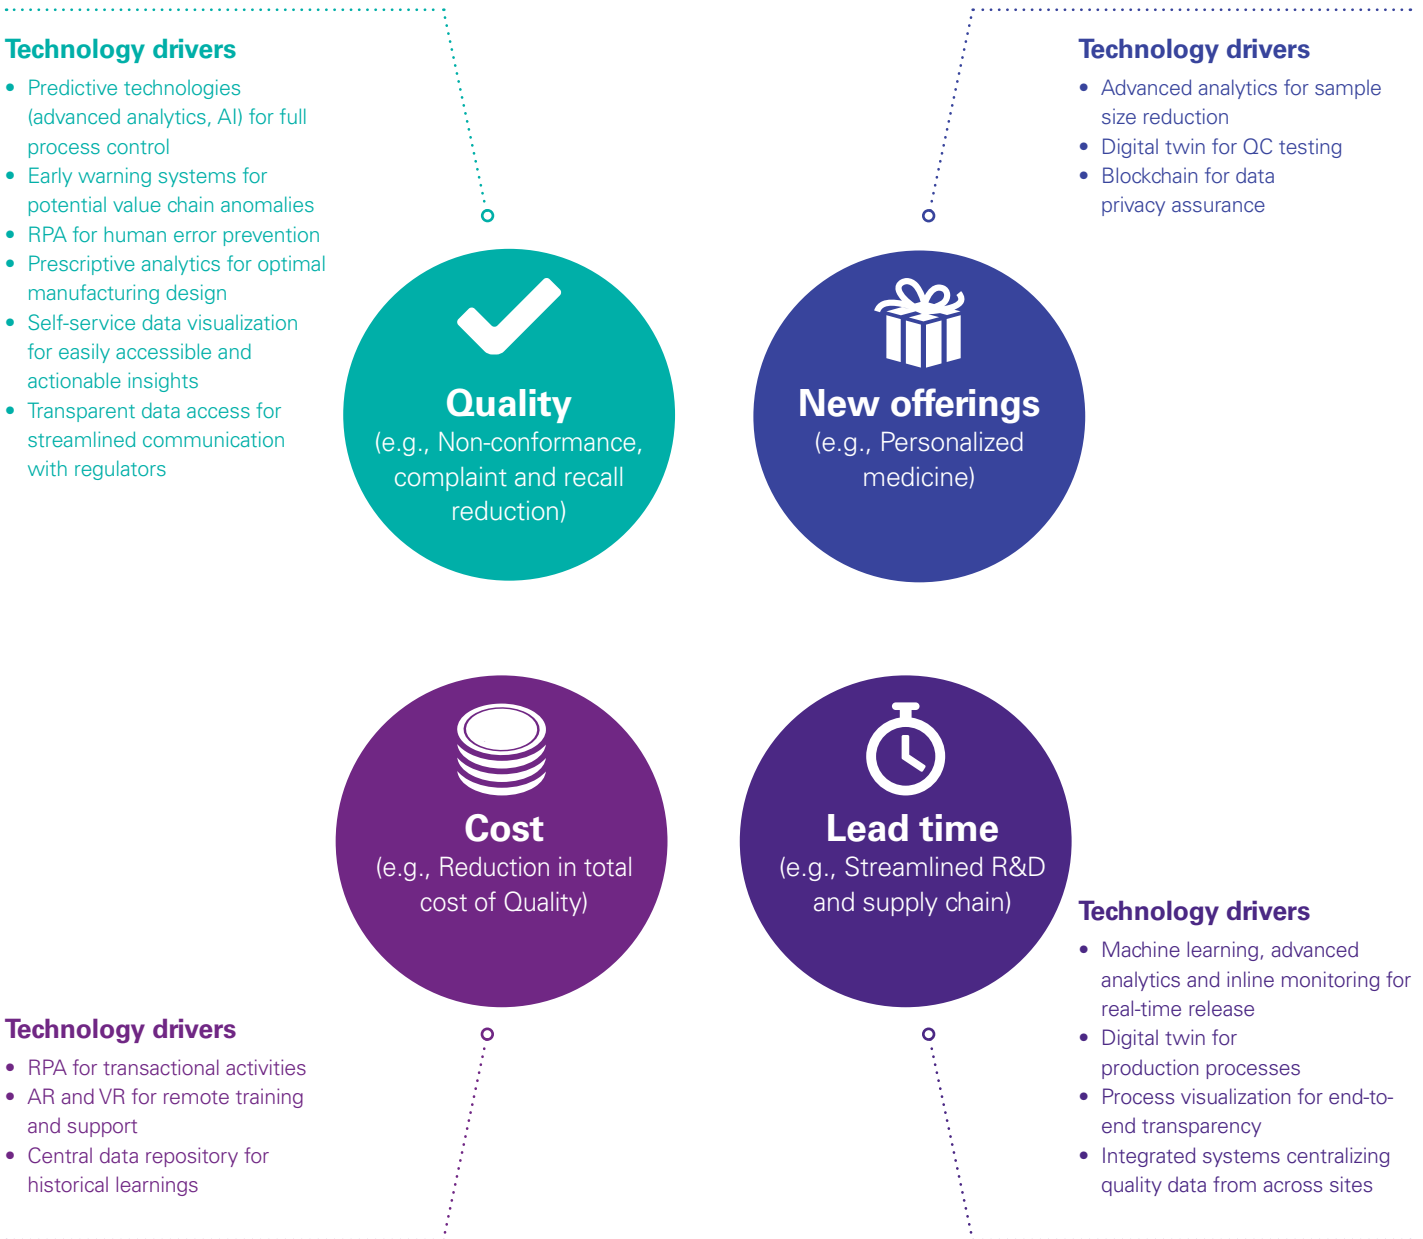 Technology drivers
• Predictive technologies
(advanced analytics, AI) for full
process control
• Early warning systems for
potential value chain anomalies
• RPA for human error prevention
• Prescriptive analytics for optimal
manufacturing design
• Self-service data visualization
for easily accessible and
actionable insights
• Transparent data access for
streamlined communication
with regulators
Quality
(e.g., Non-conformance,
complaint and recall
reduction)
New offerings
(e.g., Personalized
medicine)
Technology drivers
• Advanced analytics for sample
size reduction
• Digital twin for QC testing
• Blockchain for data
privacy assurance
Cost
(e.g., Reduction in total
cost of Quality)
Technology drivers
• RPA for transactional activities
• AR and VR for remote training
and support
• Central data repository for
historical learnings
Lead time
(e.g., Streamlined R&D
and supply chain)
Technology drivers
• Machine learning, advanced
analytics and inline monitoring for
real-time release
• Digital twin for
production processes
• Process visualization for end-to-
end transparency
• Integrated systems centralizing
quality data from across sites